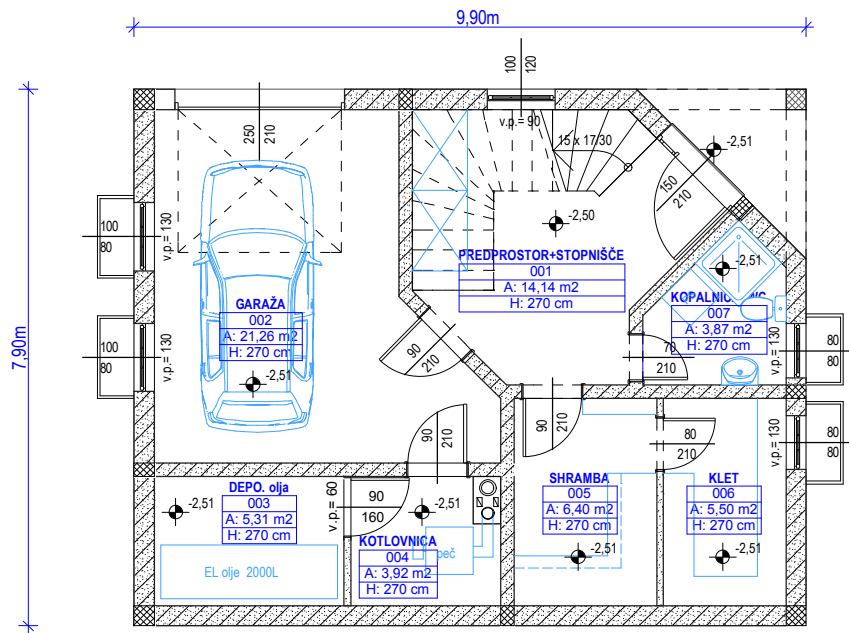 9,90m
7,90m
100
120
v.p.= 90
15 x 17/30
250
210
-2,51
150
210
-2,50
100
80
v.p.= 130
PREDPROSTOR+STOPNIŠČE
001
A: 14,14 m2
H: 270 cm
-2,51
GARAŽA
002
A: 21,26 m2
H: 270 cm
-2,51
KOPALNICA+WC
007
A: 3,87 m2
H: 270 cm
100
80
v.p.= 130
90
210
70
210
v.p.= 130
80
80
90
210
90
210
80
210
v.p.= 130
80
80
DEPO. olja
003
A: 5,31 m2
H: 270 cm
-2,51
v.p.= 60
90
160
-2,51
KOTLOVNICA
004
A: 3,92 m2
H: 270 cm
peč
EL olje 2000L
SHRAMBA
005
A: 6,40 m2
H: 270 cm
-2,51
KLET
006
A: 5,50 m2
H: 270 cm
-2,51